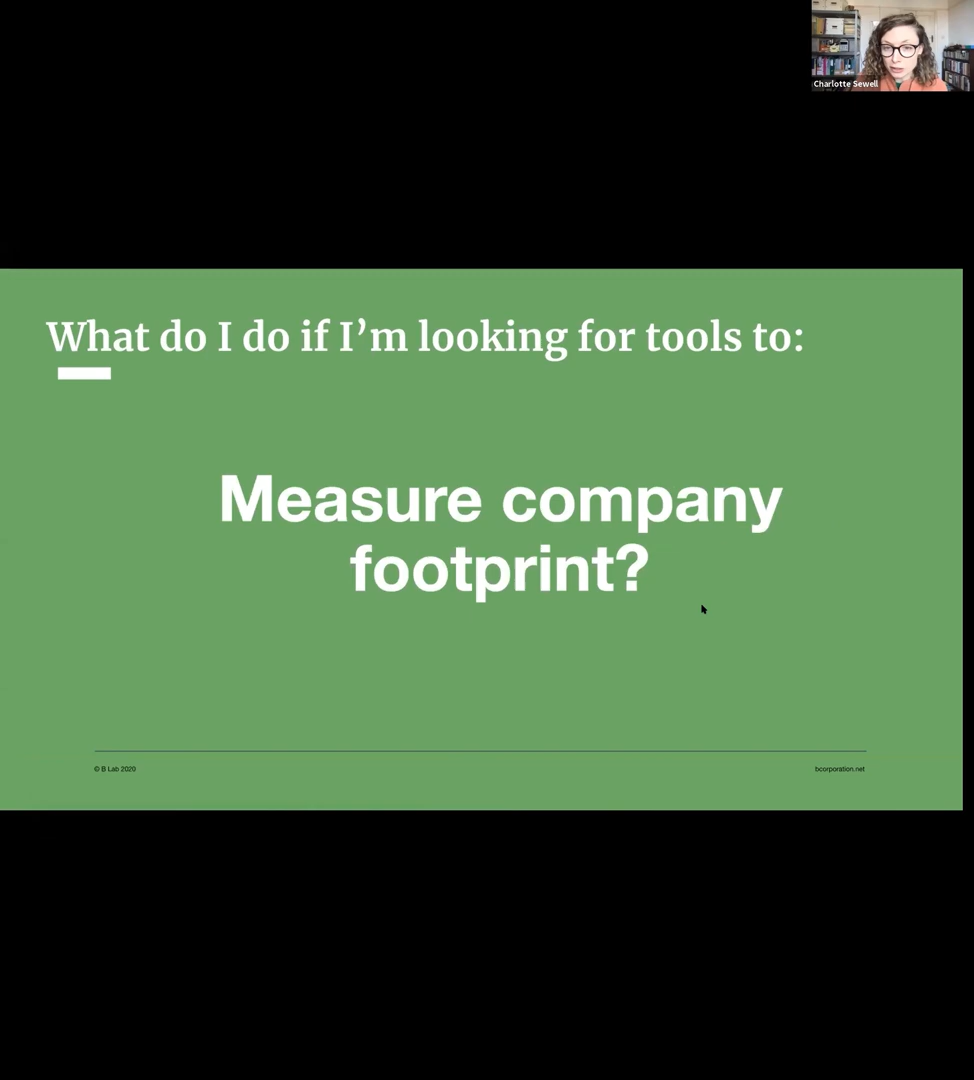 Charlotte Sewell
What do I do if I’m looking for tools to:
Measure company
footprint?
© B Lab 2020
bcorporation.net